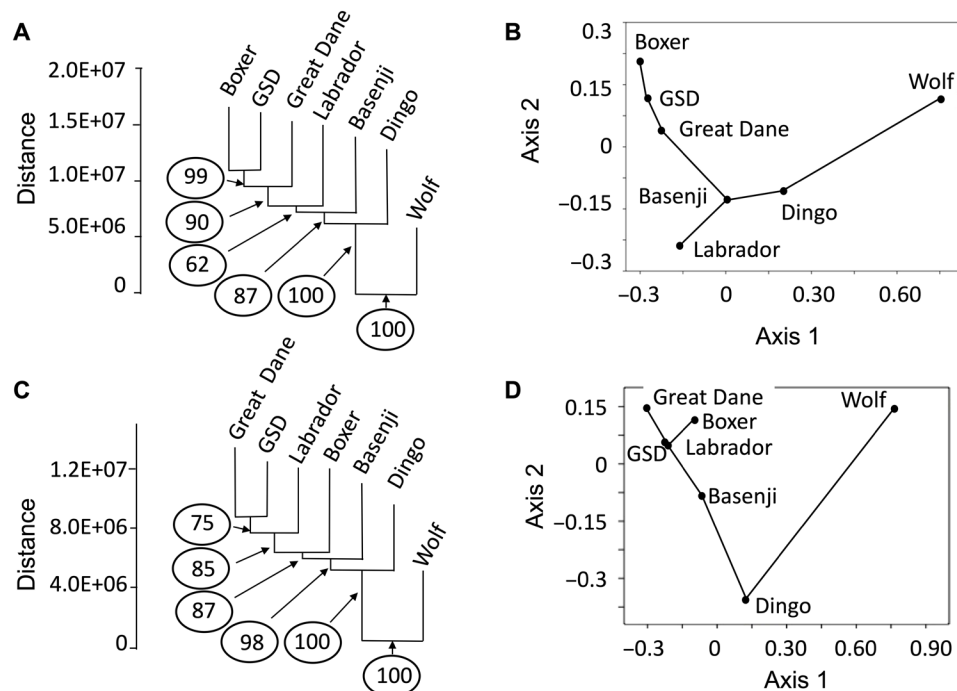 A
Distance
2.0E+07
1.5E+07
1.0E+07
5.0E+06
0
Boxer
GSD
Great Dane
Labrador
Basenji
Dingo
Wolf
99
90
62
87
100
100
B
Axis 2
0.3
0.15
0
−0.15
−0.3
Boxer
GSD
Great Dane
Basenji
Labrador
Dingo
Wolf
−0.3
0
0.30
0.60
Axis 1
C
Distance
1.2E+07
8.0E+06
4.0E+06
0
Great Dane
GSD
Labrador
Boxer
Basenji
Dingo
Wolf
75
85
87
98
100
100
D
Axis 2
0.15
0
−0.15
−0.3
Great Dane
Boxer
GSD
Labrador
Basenji
Dingo
Wolf
−0.3
0
0.30
0.60
0.90
Axis 1